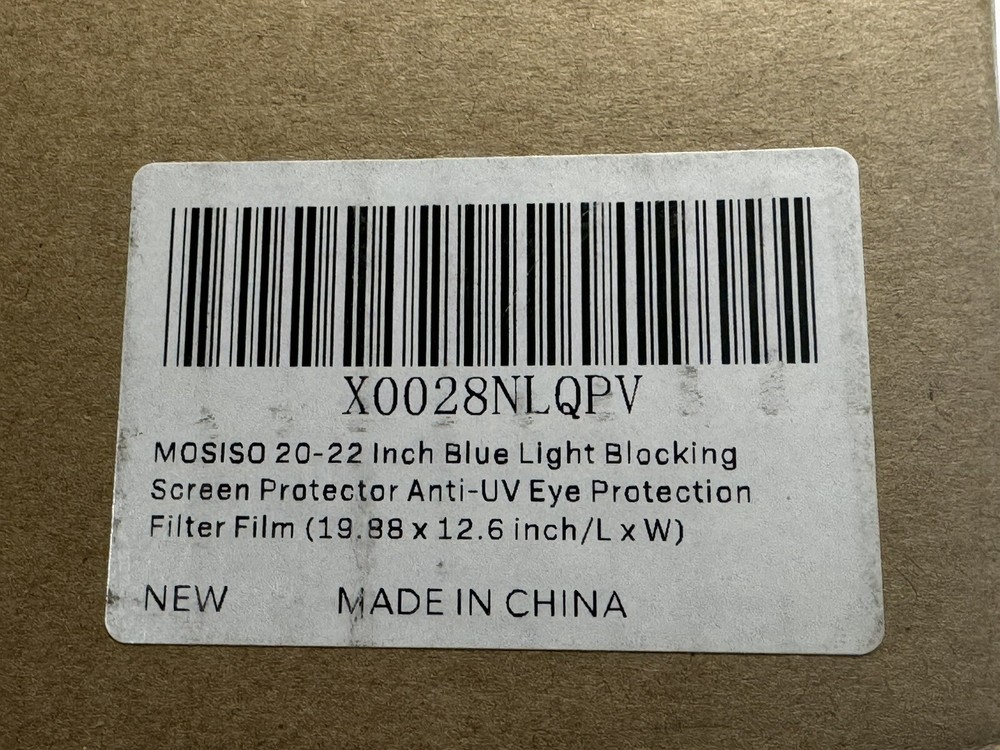 X0028NLQPV
MOSISO 20-22 Inch Blue Light Blocking
Screen Protector Anti-UV Eye Protection
Filter Film (19.88 x 12.6 inch/L x W)
NEW MADE IN CHINA